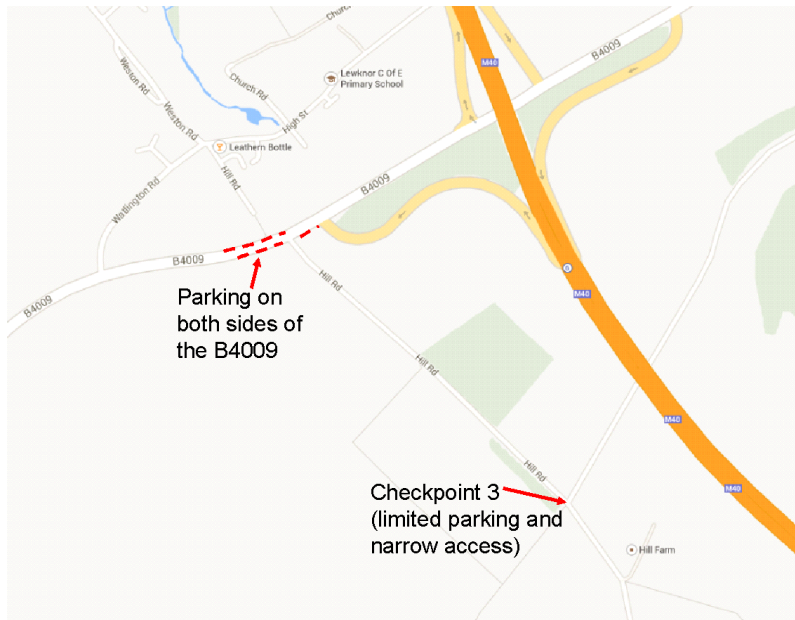 Church
M40
B4009
Weston Rd
Church Rd
Lewknor C Of E
Primary School
Weston Rd
High St
Leathern Bottle
Hill Rd
B4009
Watlington Rd
B4009
Hill Rd
6
M40
B4009
Parking on
both sides of
the B4009
Hill Rd
M40
Hill Rd
M40
Checkpoint 3
(limited parking and
narrow access)
Hill Farm